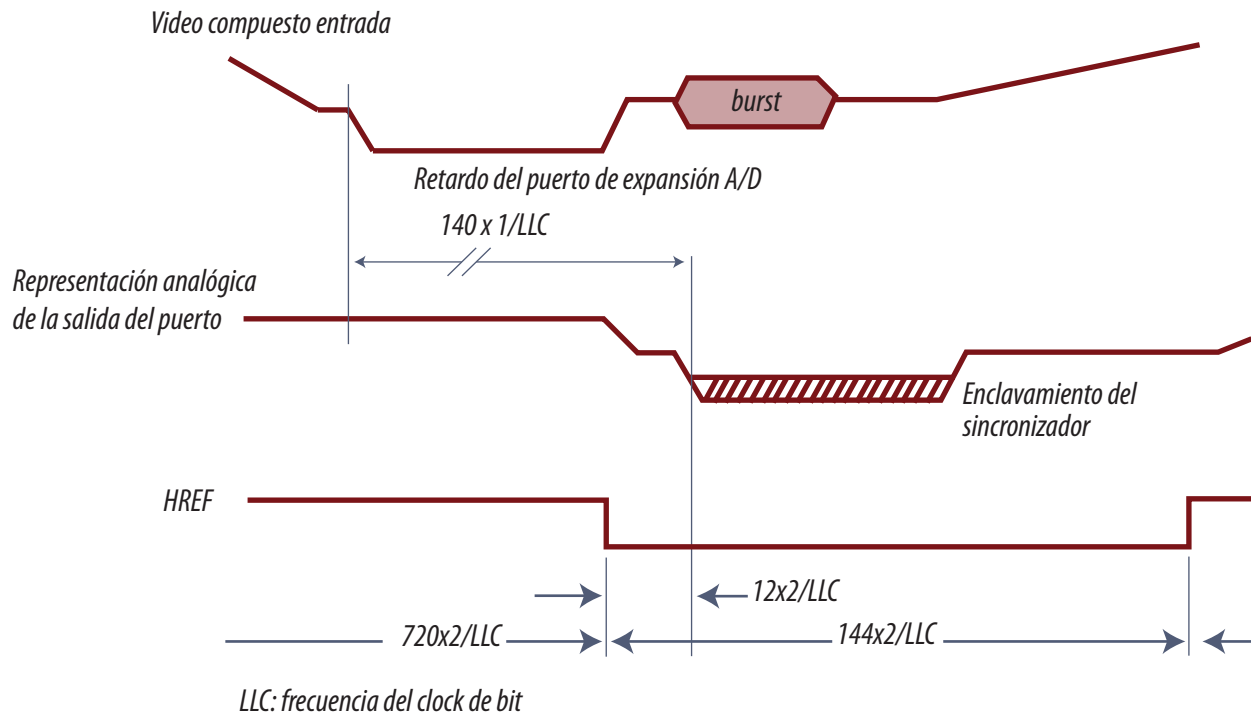 Video compuesto entrada
burst
Retardo del puerto de expansión A/D
140 x 1/LLC
Representación analógica
de la salida del puerto
Enclavamiento del
sincronizador
HREF
12x2/LLC
720x2/LLC
144x2/LLC
LLC: frecuencia del clock de bit